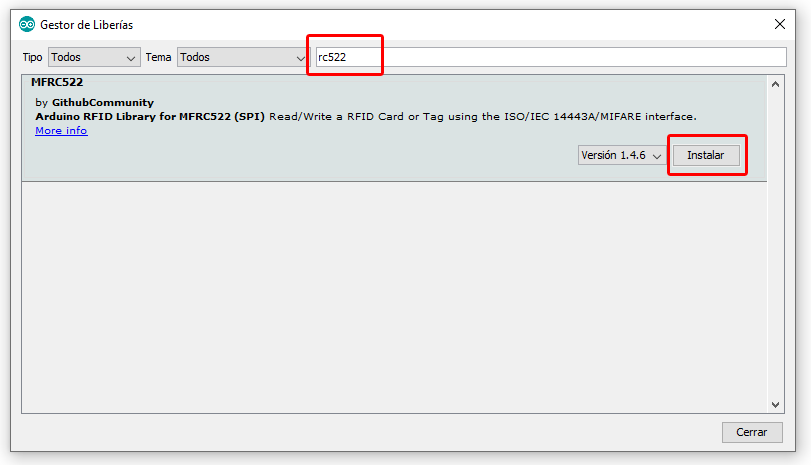 Gestor de Liberías
Tipo Todos Tema Todos rc522
MFRC522
by GithubCommunity
Arduino RFID Library for MFRC522 (SPI) Read/Write a RFID Card or Tag using the ISO/IEC 14443A/MIFARE interface.
More info
Versión 1.4.6 Instalar
Cerrar